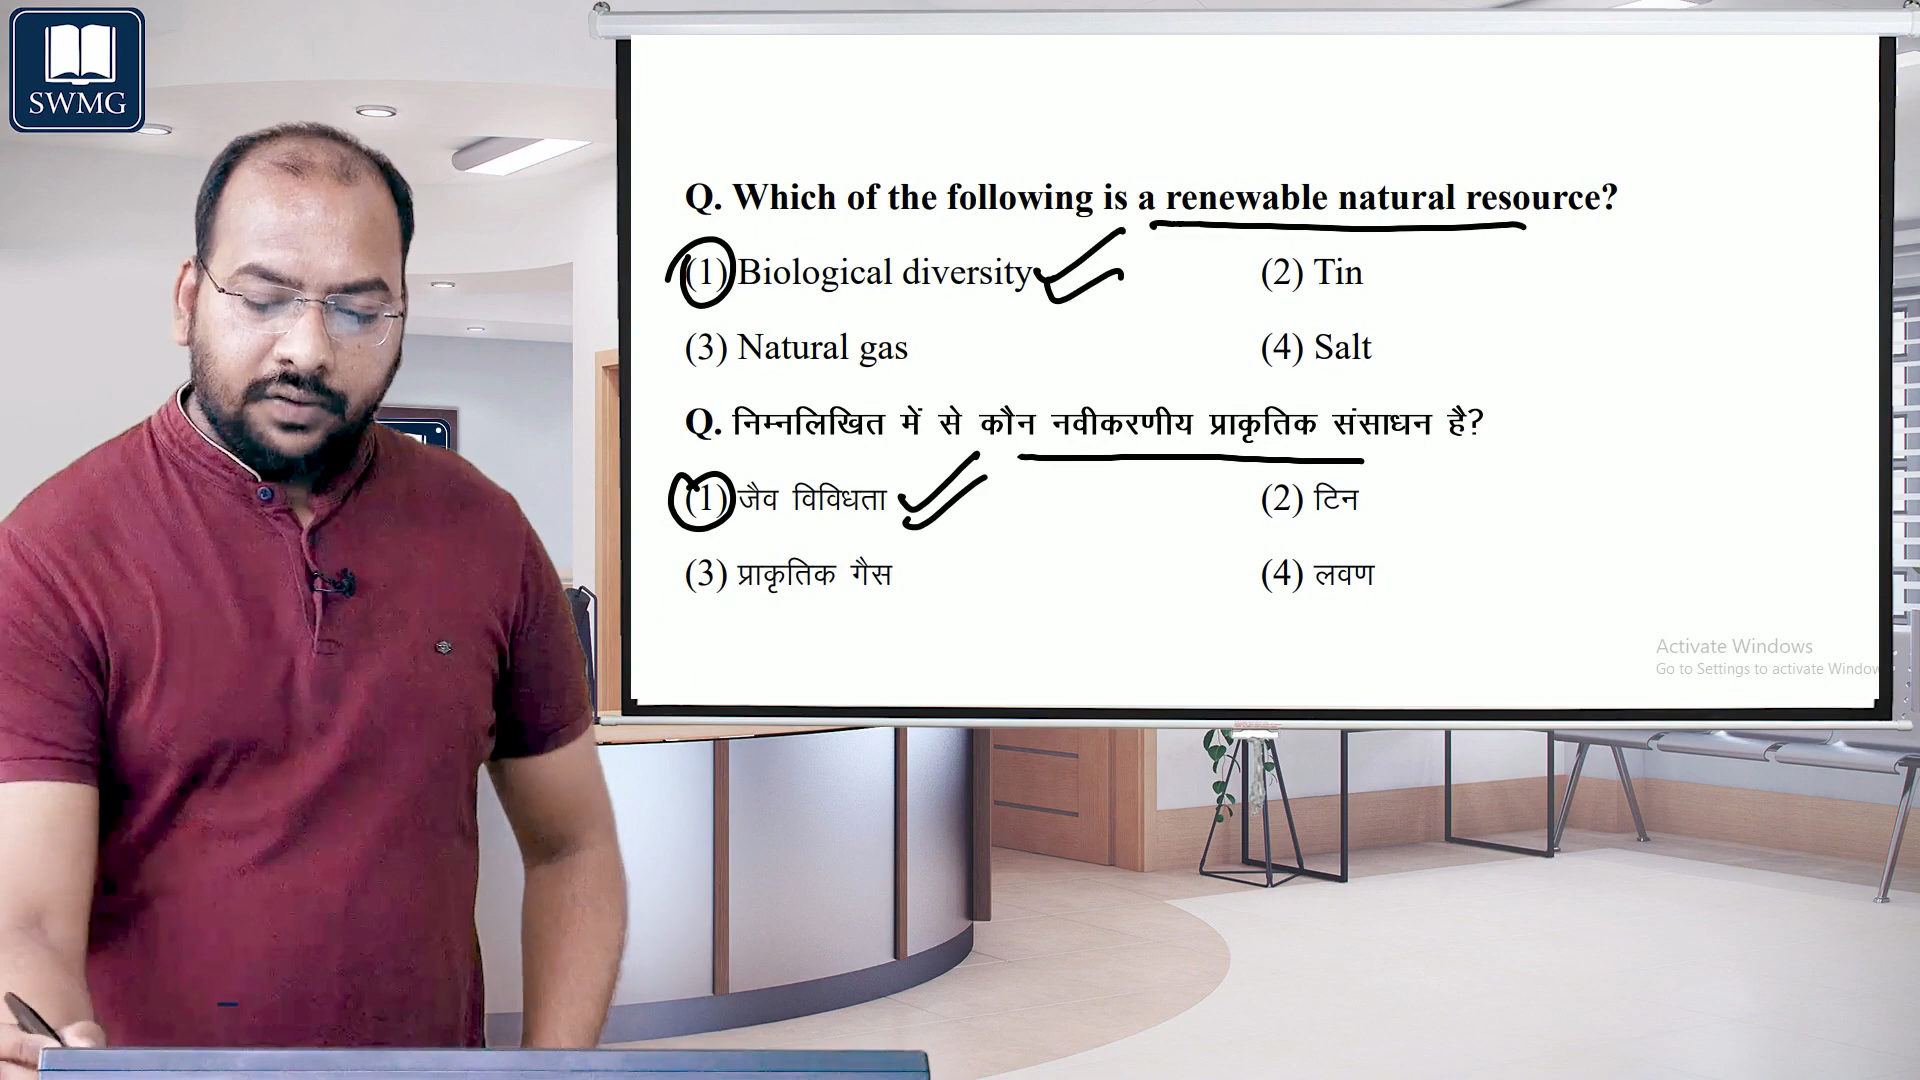 SWMG
Q. Which of the following is a renewable natural resource?
(1) Biological diversity (2) Tin
(3) Natural gas (4) Salt
Q. निम्नलिखित में से कौन नवीकरणीय प्राकृतिक संसाधन है?
(1) जैव विविधता (2) टिन
(3) प्राकृतिक गैस (4) लवण
Activate Windows
Go to Settings to activate Window